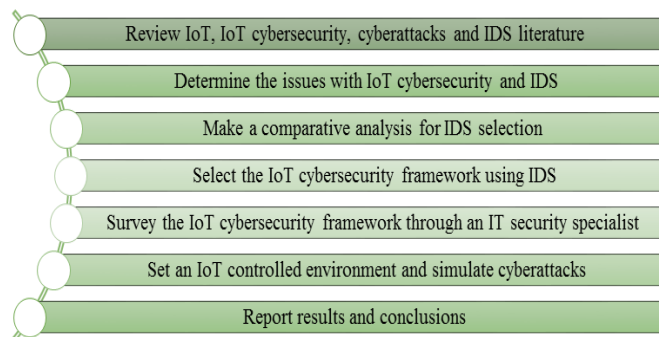 Review IoT, IoT cybersecurity, cyberattacks and IDS literature
Determine the issues with IoT cybersecurity and IDS
Make a comparative analysis for IDS selection
Select the IoT cybersecurity framework using IDS
Survey the IoT cybersecurity framework through an IT security specialist
Set an IoT controlled environment and simulate cyberattacks
Report results and conclusions